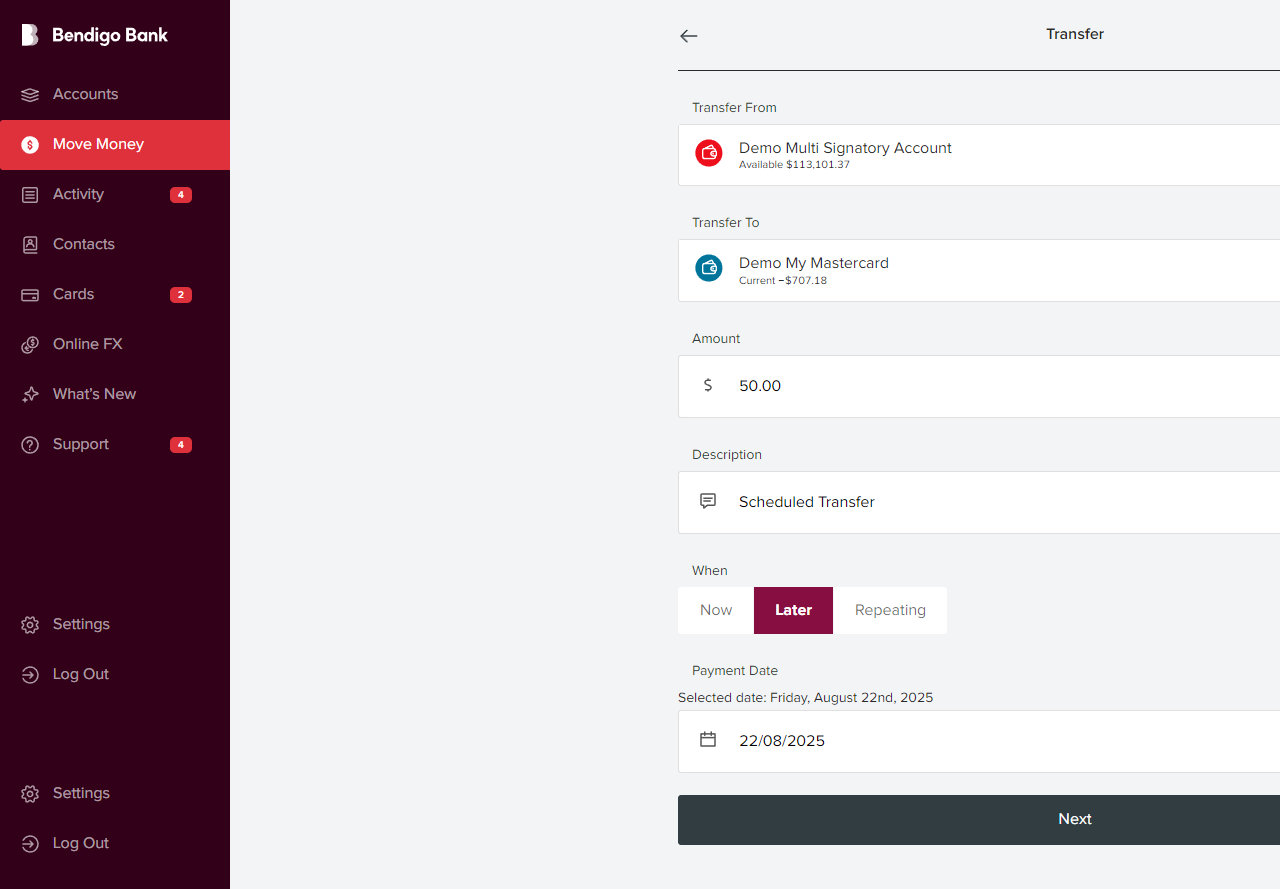 Bendigo Bank
Accounts
Move Money
Activity 4
Contacts
Cards 2
Online FX
What's New
Support 4
Settings
Log Out
Settings
Log Out
Transfer
Transfer From
Demo Multi Signatory Account
Available $113,101.37
Transfer To
Demo My Mastercard
Current −$707.18
Amount
$ 50.00
Description
Scheduled Transfer
When
Now Later Repeating
Payment Date
Selected date: Friday, August 22nd, 2025
22/08/2025
Next